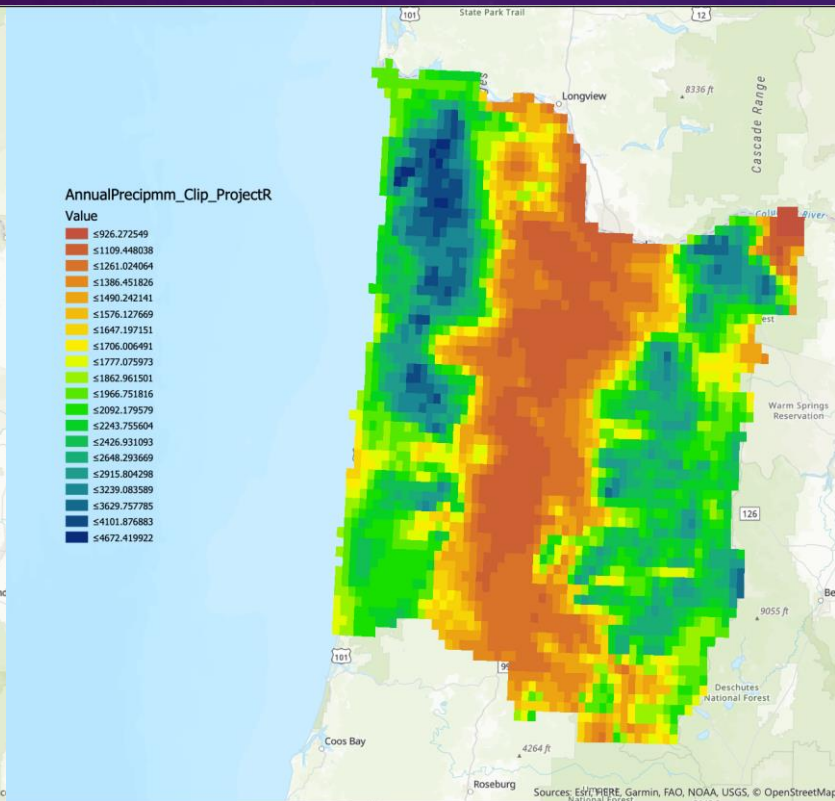 101
State Park Trail
12
Longview
8336 ft
Cascade Range
AnnualPrecipmm_Clip_ProjectR
Value
≤926.272549
≤1109.448038
≤1261.024064
≤1386.451826
≤1490.242141
≤1576.127669
≤1647.197151
≤1706.006491
≤1777.075973
≤1862.961501
≤1966.751816
≤2092.179579
≤2243.755604
≤2426.931093
≤2648.293669
≤2915.804298
≤3239.083589
≤3629.757785
≤4101.876883
≤4672.419922
River
Warm Springs
Reservation
126
Be
9055 ft
101
Deschutes
National Forest
Coos Bay
4264 ft
Roseburg
Sources: Esri, HERE, Garmin, FAO, NOAA, USGS, © OpenStreetMap
National Forest